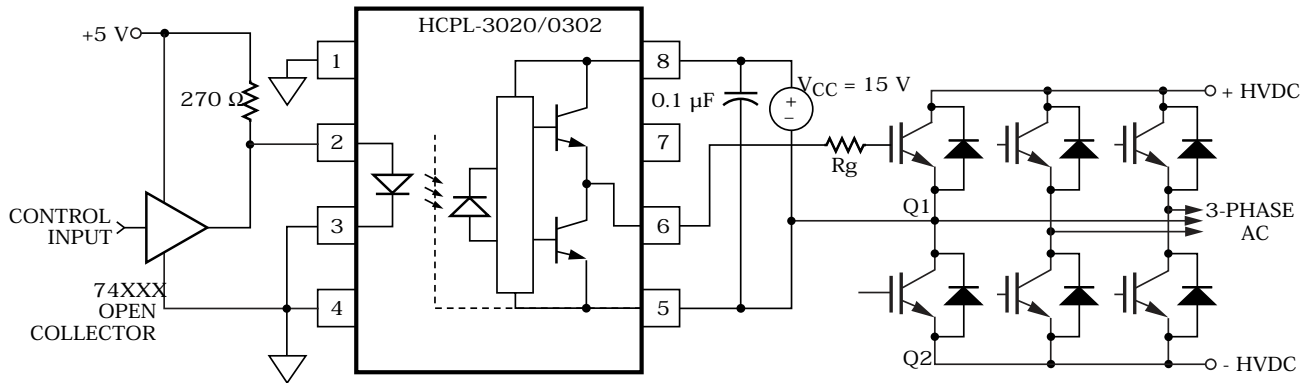 HCPL-3020/0302
+5 V
1
8
270 Ω
0.1 µF
VCC = 15 V
+
–
+ HVDC
2
7
Rg
CONTROL
INPUT
3
6
Q1
3-PHASE
AC
74XXX
OPEN
COLLECTOR
4
5
Q2
- HVDC